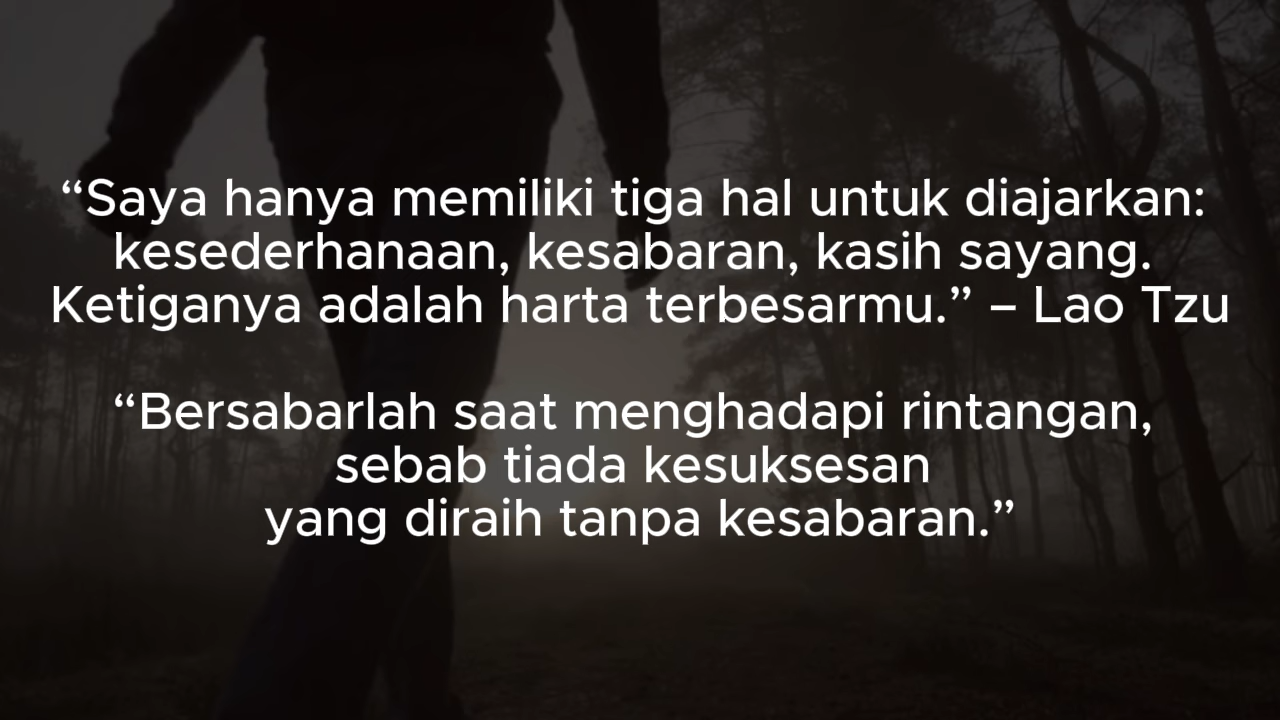 “Saya hanya memiliki tiga hal untuk diajarkan:
kesederhanaan, kesabaran, kasih sayang.
Ketiganya adalah harta terbesarmu.” – Lao Tzu
“Bersabarlah saat menghadapi rintangan,
sebab tiada kesuksesan
yang diraih tanpa kesabaran.”